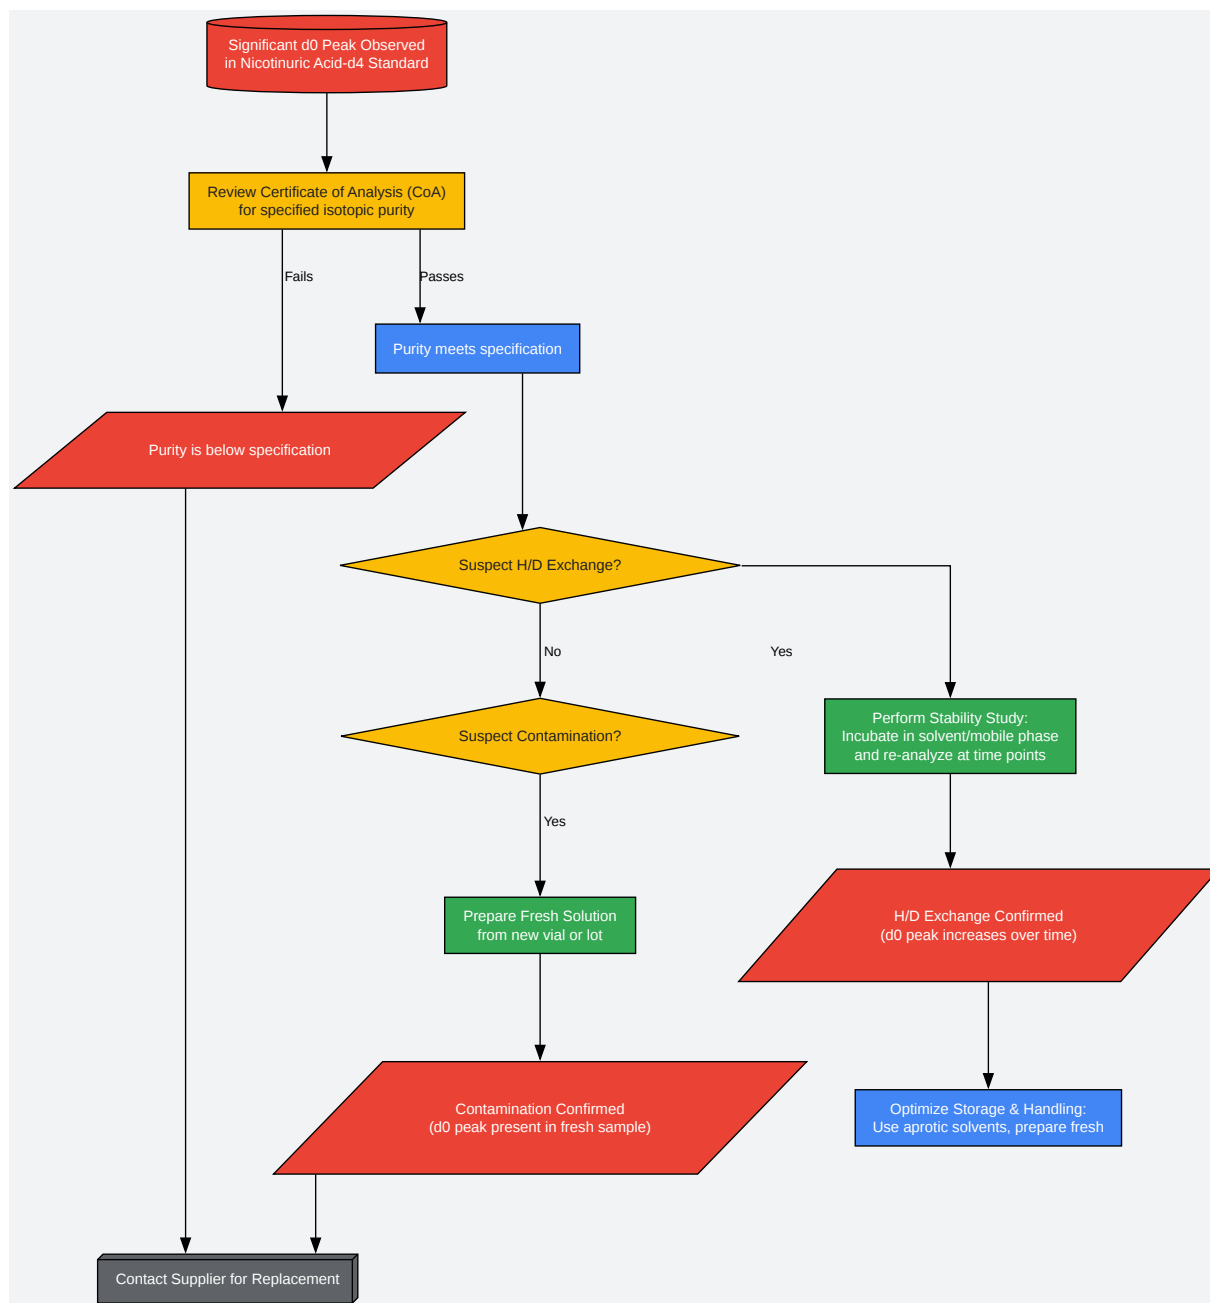 Significant d0 Peak Observed
in Nicotinuric Acid-d4 Standard
Review Certificate of Analysis (CoA)
for specified isotopic purity
Fails
Passes
Purity meets specification
Purity is below specification
Suspect H/D Exchange?
No
Yes
Suspect Contamination?
Perform Stability Study:
Incubate in solvent/mobile phase
and re-analyze at time points
Yes
Prepare Fresh Solution
from new vial or lot
H/D Exchange Confirmed
(d0 peak increases over time)
Contamination Confirmed
(d0 peak present in fresh sample)
Optimize Storage & Handling:
Use aprotic solvents, prepare fresh
Contact Supplier for Replacement